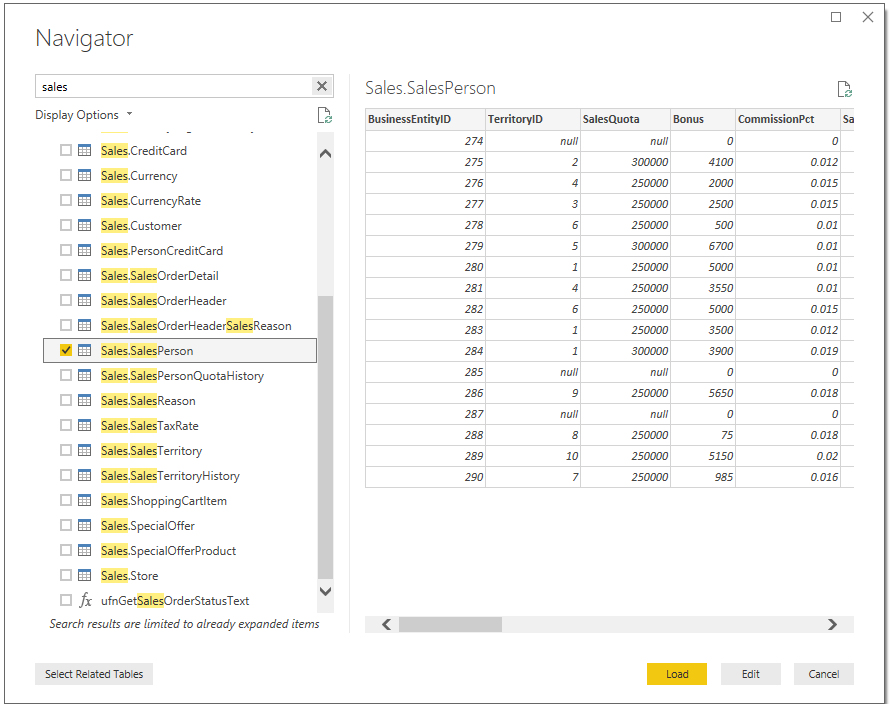 Navigator
sales
Display Options
Sales.CreditCard
Sales.Currency
Sales.CurrencyRate
Sales.Customer
Sales.PersonCreditCard
Sales.SalesOrderDetail
Sales.SalesOrderHeader
Sales.SalesOrderHeaderSalesReason
Sales.SalesPerson
Sales.SalesPersonQuotaHistory
Sales.SalesReason
Sales.SalesTaxRate
Sales.SalesTerritory
Sales.SalesTerritoryHistory
Sales.ShoppingCartItem
Sales.SpecialOffer
Sales.SpecialOfferProduct
Sales.Store
fx ufnGetSalesOrderStatusText
Search results are limited to already expanded items
Sales.SalesPerson
BusinessEntityID TerritoryID SalesQuota Bonus CommissionPct Sa
274 null null 0 0
275 2 300000 4100 0.012
276 4 250000 2000 0.015
277 3 250000 2500 0.015
278 6 250000 500 0.01
279 5 300000 6700 0.01
280 1 250000 5000 0.01
281 4 250000 3550 0.01
282 6 250000 5000 0.015
283 1 250000 3500 0.012
284 1 300000 3900 0.019
285 null null 0 0
286 9 250000 5650 0.018
287 null null 0 0
288 8 250000 75 0.018
289 10 250000 5150 0.02
290 7 250000 985 0.016
Select Related Tables
Load
Edit
Cancel